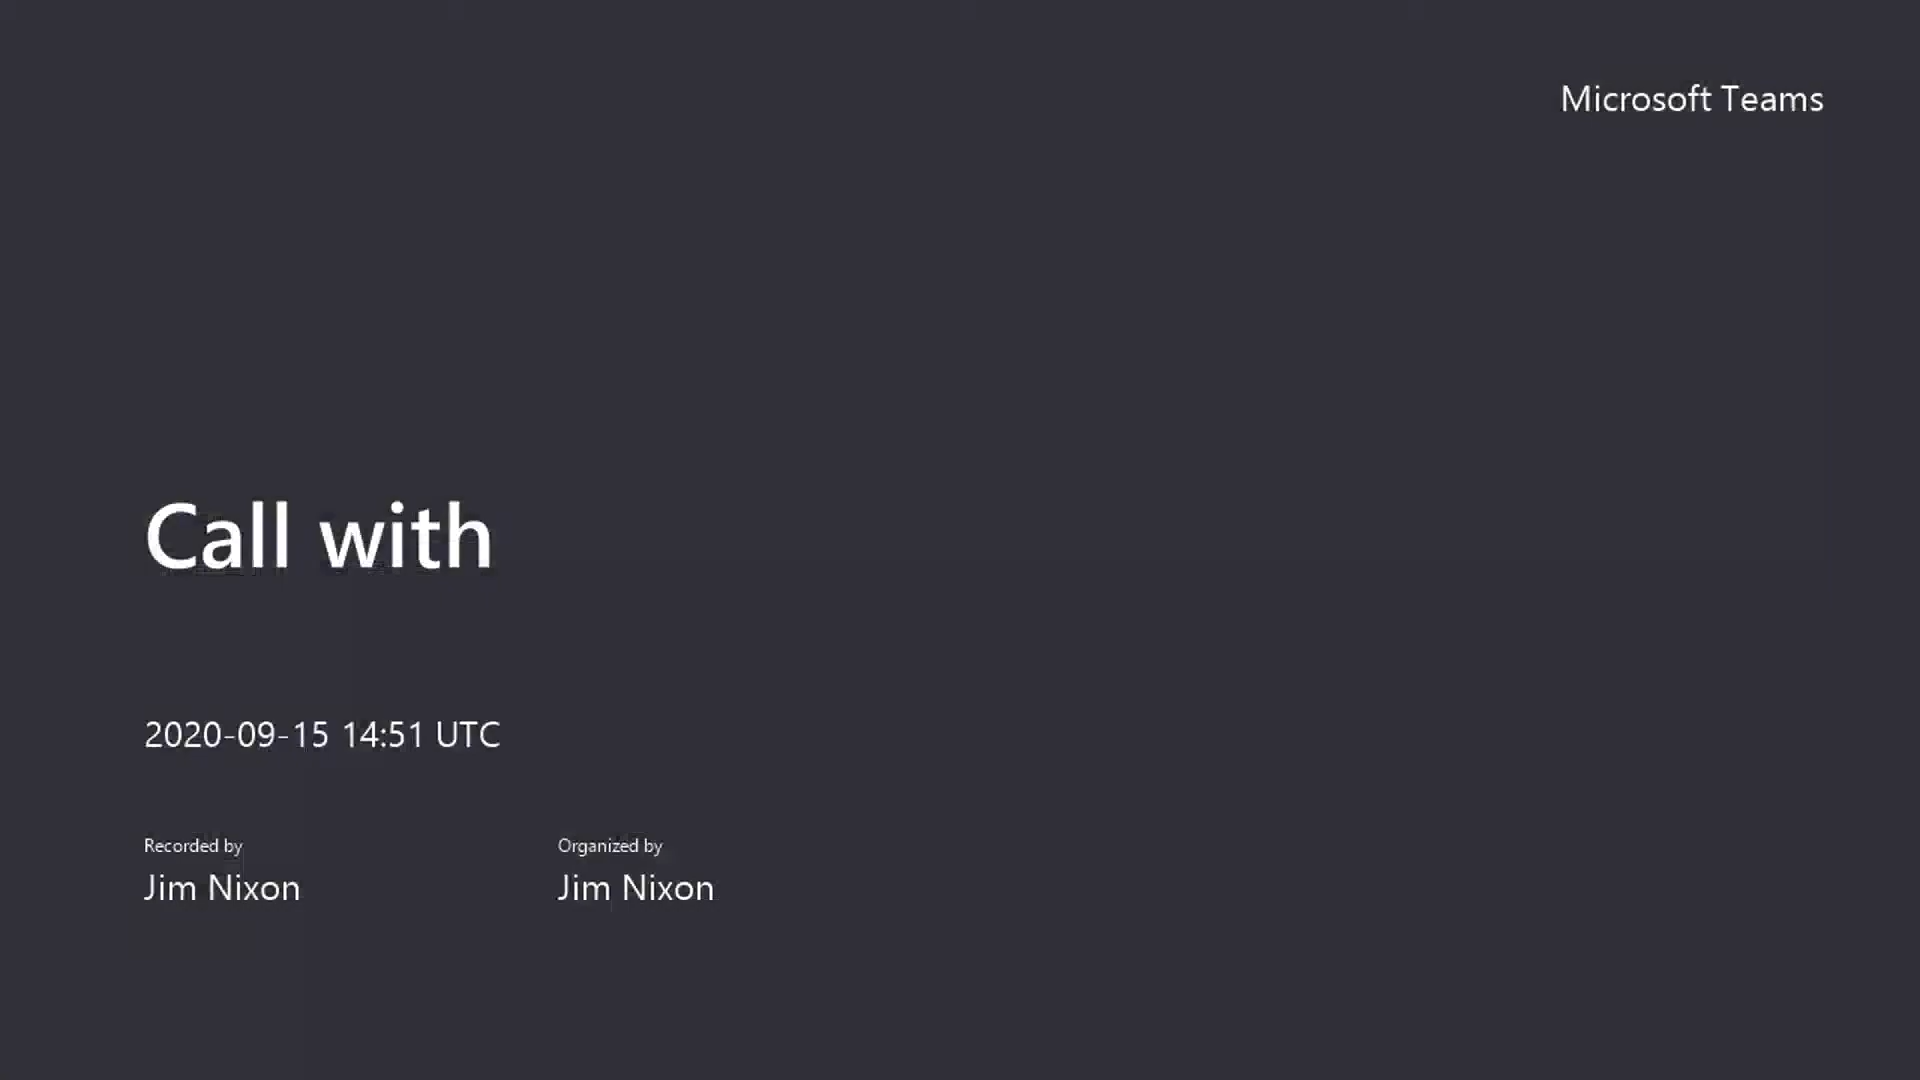 Microsoft Teams
Call with
2020-09-15 14:51 UTC
Recorded by
Jim Nixon
Organized by
Jim Nixon